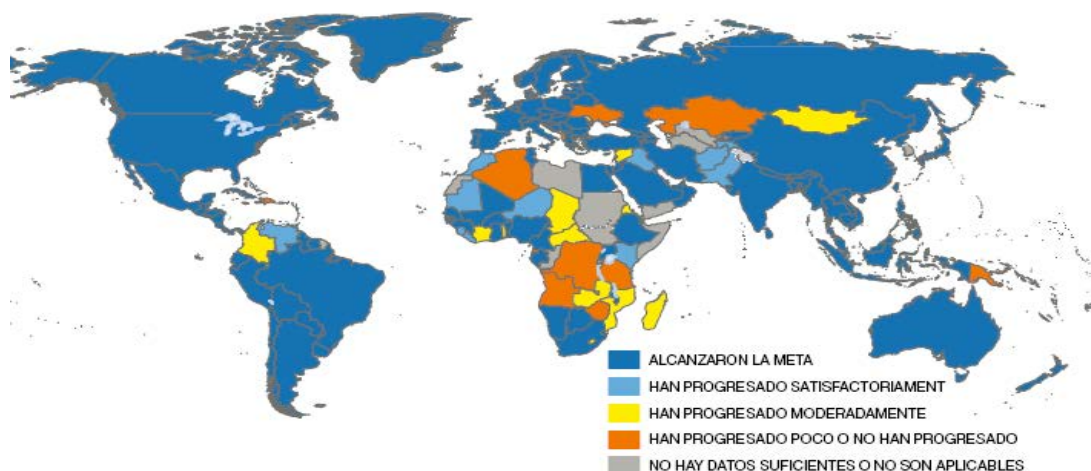 ALCANZARON LA META
HAN PROGRESADO SATISFACTORIAMENT
HAN PROGRESADO MODERADAMENTE
HAN PROGRESADO POCO O NO HAN PROGRESADO
NO HAY DATOS SUFICIENTES O NO SON APLICABLES